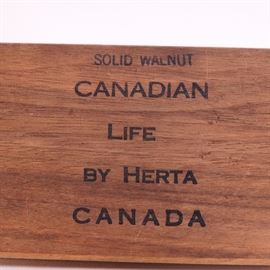 SOLID WALNUT
CANADIAN
LIFE
BY HERTA
CANADA